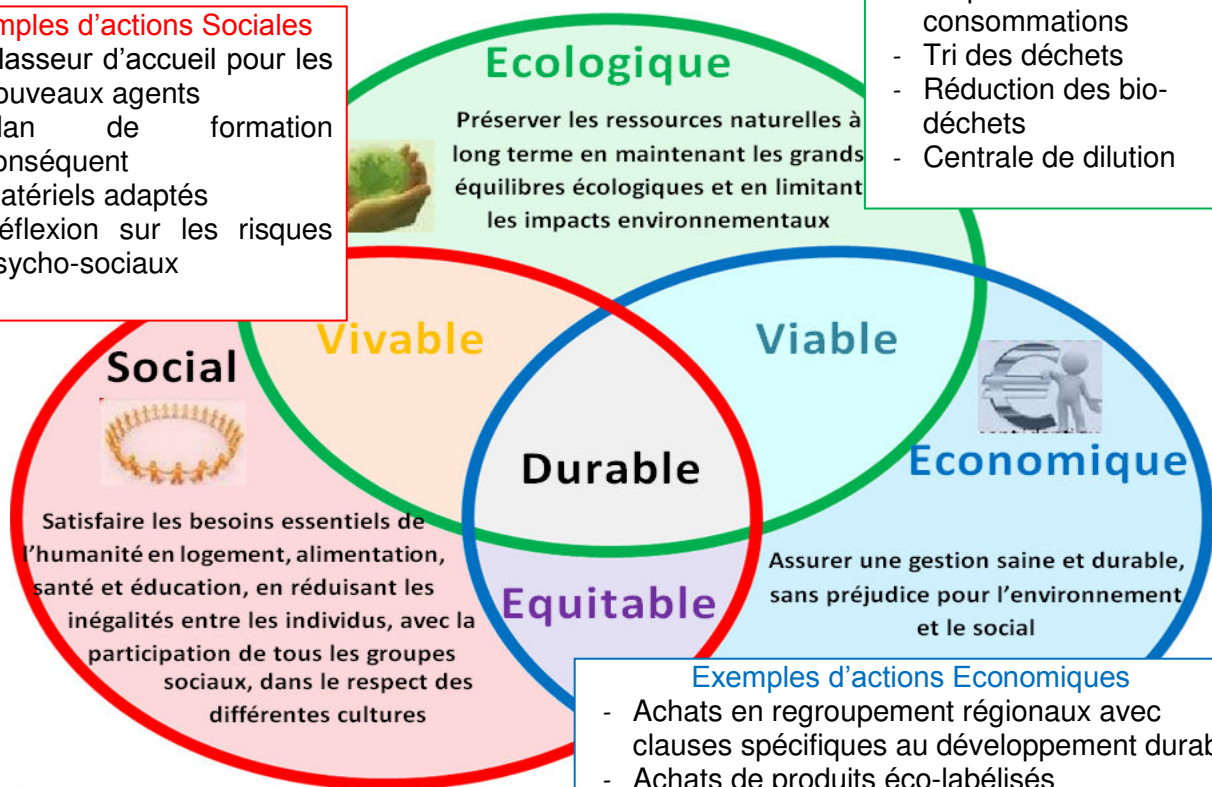 mples d’actions Sociales
lasseur d’accueil pour les
ouveaux agents
lan de formation
onséquent
atériels adaptés
éflexion sur les risques
sycho-sociaux
consommations
- Tri des déchets
- Réduction des bio-
déchets
- Centrale de dilution
Ecologique
Préserver les ressources naturelles à
long terme en maintenant les grands
équilibres écologiques et en limitant
les impacts environnementaux
Vivable
Viable
Social
Durable
Economique
Satisfaire les besoins essentiels de
l’humanité en logement, alimentation,
santé et éducation, en réduisant les
inégalités entre les individus, avec la
participation de tous les groupes
sociaux, dans le respect des
différentes cultures
Equitable
Assurer une gestion saine et durable,
sans préjudice pour l’environnement
et le social
Exemples d’actions Economiques
- Achats en regroupement régionaux avec
clauses spécifiques au développement durab
- Achats de produits éco-labélisés